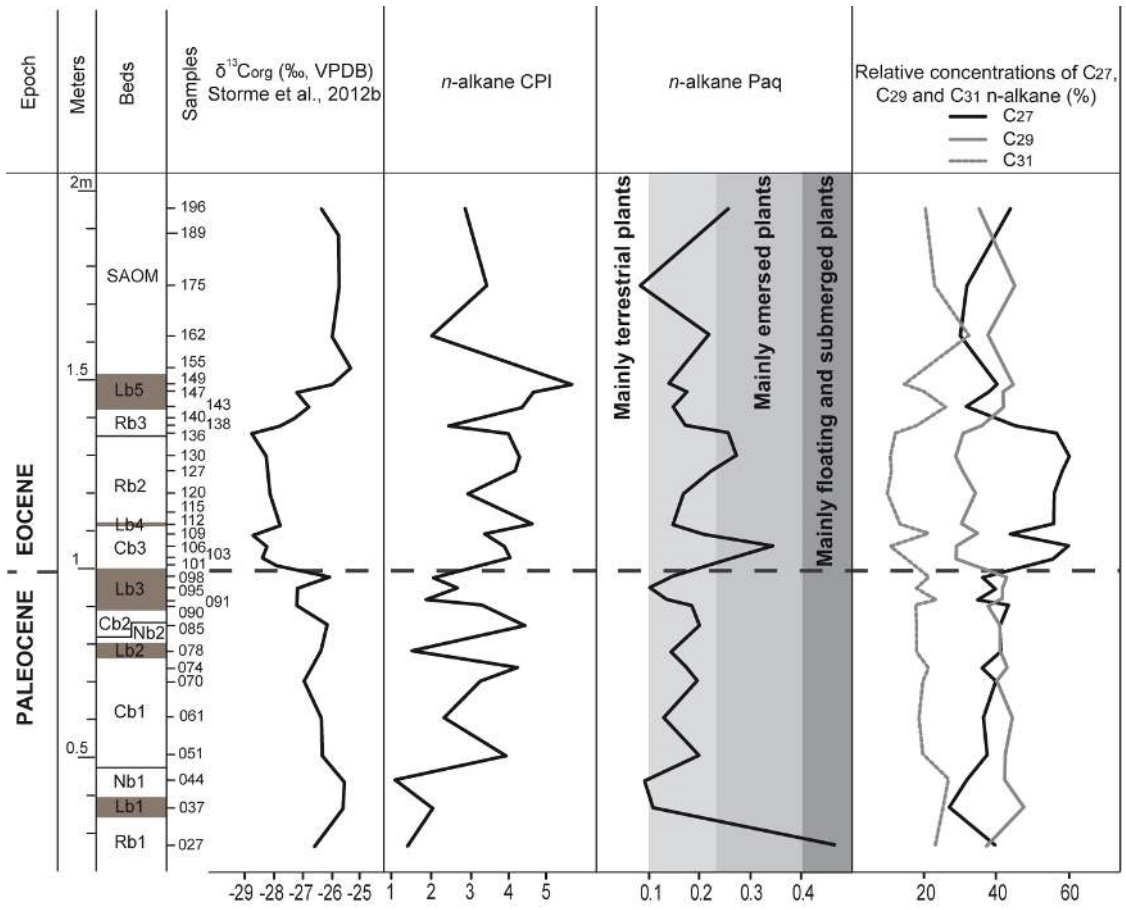 Epoch
Meters
Beds
Samples
δ¹³Corg (‰, VPDB)
Storme et al., 2012b
n-alkane CPI
n-alkane Paq
Relative concentrations of C27,
C29 and C31 n-alkane (%)
C27
C29
C31
2m
1.5
1
0.5
EOCENE
PALEOCENE
SAOM
Lb5
Rb3
Rb2
Lb4
Cb3
Lb3
Cb2
Nb2
Lb2
Cb1
Nb1
Lb1
Rb1
196
189
175
162
155
149
147
143
140
138
136
130
127
120
115
112
109
106
103
101
098
095
091
090
085
078
074
070
061
051
044
037
027
Mainly terrestrial plants
Mainly emersed plants
Mainly floating and submerged plants
-29 -28 -27 -26 -25
1 2 3 4 5
0.1 0.2 0.3 0.4
20 40 60